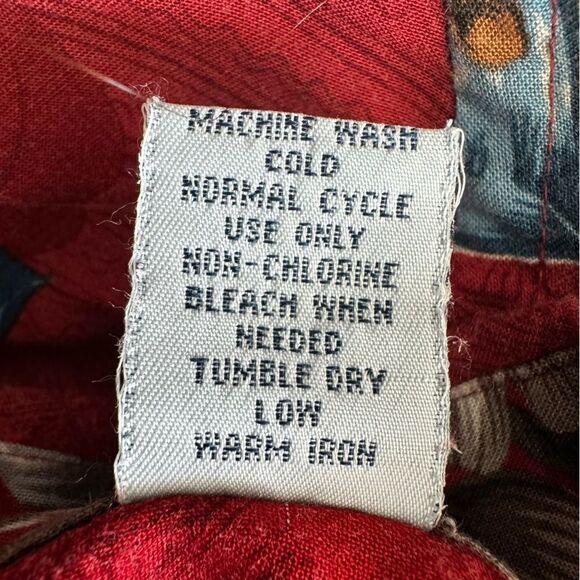 MACHINE WASH
COLD
NORMAL CYCLE
USE ONLY
NON-CHLORINE
BLEACH WHEN
NEEDED
TUMBLE DRY
LOW
WARM IRON